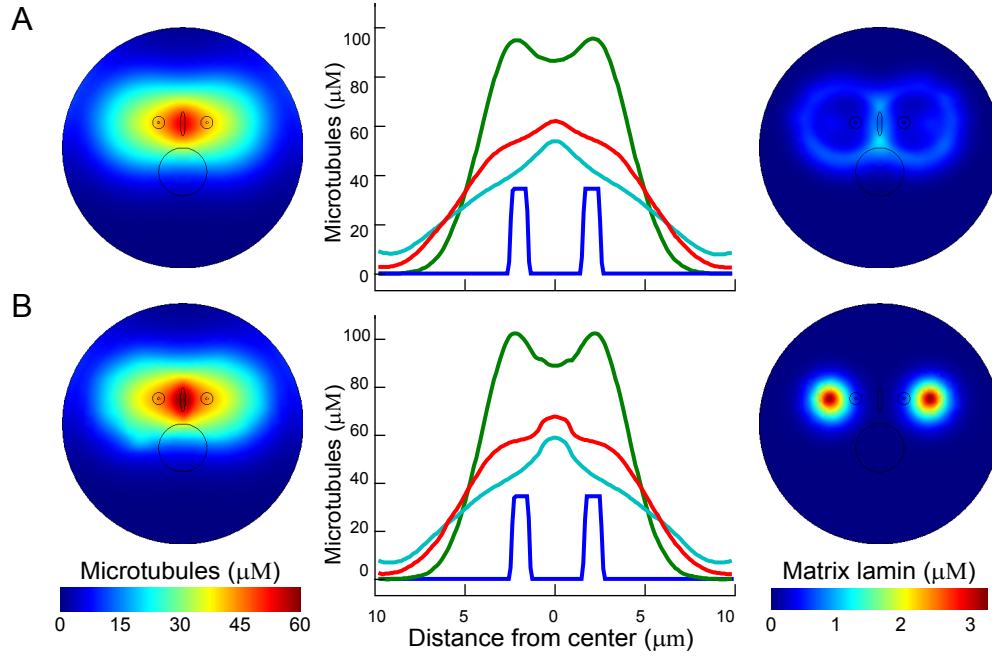 A
Microtubules (μM)
100
80
60
40
20
0
B
Microtubules (μM)
100
80
60
40
20
0
10 5 0 5 10
Distance from center (μm)
Microtubules (μM)
0 15 30 45 60
Matrix lamin (μM)
0 1 2 3